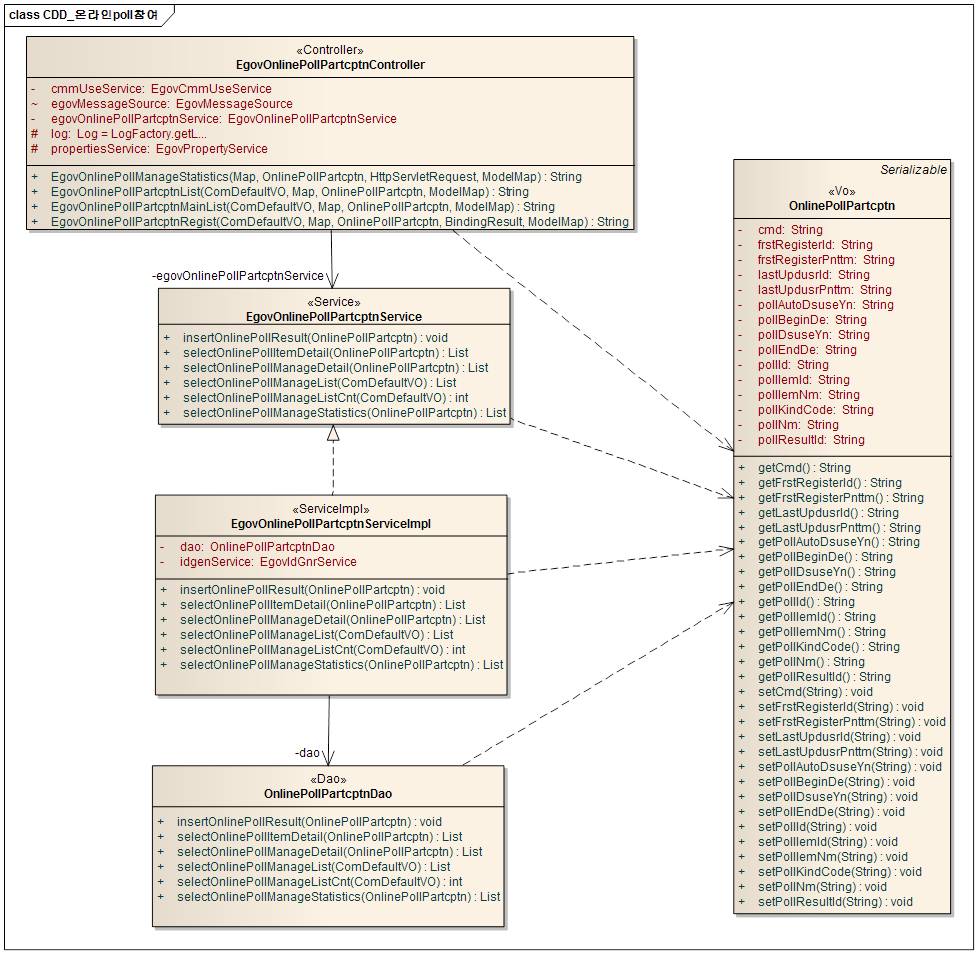 class CDD_온라인poll참여
«Controller»
EgovOnlinePollPartcptnController
- cmmUseService: EgovCmmUseService
~ egovMessageSource: EgovMessageSource
- egovOnlinePollPartcptnService: EgovOnlinePollPartcptnService
# log: Log = LogFactory.getL...
# propertiesService: EgovPropertyService
+ EgovOnlinePollManageStatistics(Map, OnlinePollPartcptn, HttpServletRequest, ModelMap) : String
+ EgovOnlinePollPartcptnList(ComDefaultVO, Map, OnlinePollPartcptn, ModelMap) : String
+ EgovOnlinePollPartcptnMainList(ComDefaultVO, Map, OnlinePollPartcptn, ModelMap) : String
+ EgovOnlinePollPartcptnRegist(ComDefaultVO, Map, OnlinePollPartcptn, BindingResult, ModelMap) : String
-egovOnlinePollPartcptnService
«Service»
EgovOnlinePollPartcptnService
+ insertOnlinePollResult(OnlinePollPartcptn) : void
+ selectOnlinePollItemDetail(OnlinePollPartcptn) : List
+ selectOnlinePollManageDetail(OnlinePollPartcptn) : List
+ selectOnlinePollManageList(ComDefaultVO) : List
+ selectOnlinePollManageListCnt(ComDefaultVO) : int
+ selectOnlinePollManageStatistics(OnlinePollPartcptn) : List
«ServiceImpl»
EgovOnlinePollPartcptnServiceImpl
- dao: OnlinePollPartcptnDao
- idgenService: EgovIdGnrService
+ insertOnlinePollResult(OnlinePollPartcptn) : void
+ selectOnlinePollItemDetail(OnlinePollPartcptn) : List
+ selectOnlinePollManageDetail(OnlinePollPartcptn) : List
+ selectOnlinePollManageList(ComDefaultVO) : List
+ selectOnlinePollManageListCnt(ComDefaultVO) : int
+ selectOnlinePollManageStatistics(OnlinePollPartcptn) : List
-dao
«Dao»
OnlinePollPartcptnDao
+ insertOnlinePollResult(OnlinePollPartcptn) : void
+ selectOnlinePollItemDetail(OnlinePollPartcptn) : List
+ selectOnlinePollManageDetail(OnlinePollPartcptn) : List
+ selectOnlinePollManageList(ComDefaultVO) : List
+ selectOnlinePollManageListCnt(ComDefaultVO) : int
+ selectOnlinePollManageStatistics(OnlinePollPartcptn) : List
Serializable
«Vo»
OnlinePollPartcptn
- cmd: String
- frstRegisterId: String
- frstRegisterPnttm: String
- lastUpdusrId: String
- lastUpdusrPnttm: String
- pollAutoDsuseYn: String
- pollBeginDe: String
- pollDsuseYn: String
- pollEndDe: String
- pollId: String
- pollIemId: String
- pollIemNm: String
- pollKindCode: String
- pollNm: String
- pollResultId: String
+ getCmd() : String
+ getFrstRegisterId() : String
+ getFrstRegisterPnttm() : String
+ getLastUpdusrId() : String
+ getLastUpdusrPnttm() : String
+ getPollAutoDsuseYn() : String
+ getPollBeginDe() : String
+ getPollDsuseYn() : String
+ getPollEndDe() : String
+ getPollId() : String
+ getPollIemId() : String
+ getPollIemNm() : String
+ getPollKindCode() : String
+ getPollNm() : String
+ getPollResultId() : String
+ setCmd(String) : void
+ setFrstRegisterId(String) : void
+ setFrstRegisterPnttm(String) : void
+ setLastUpdusrId(String) : void
+ setLastUpdusrPnttm(String) : void
+ setPollAutoDsuseYn(String) : void
+ setPollBeginDe(String) : void
+ setPollDsuseYn(String) : void
+ setPollEndDe(String) : void
+ setPollId(String) : void
+ setPollIemId(String) : void
+ setPollIemNm(String) : void
+ setPollKindCode(String) : void
+ setPollNm(String) : void
+ setPollResultId(String) : void